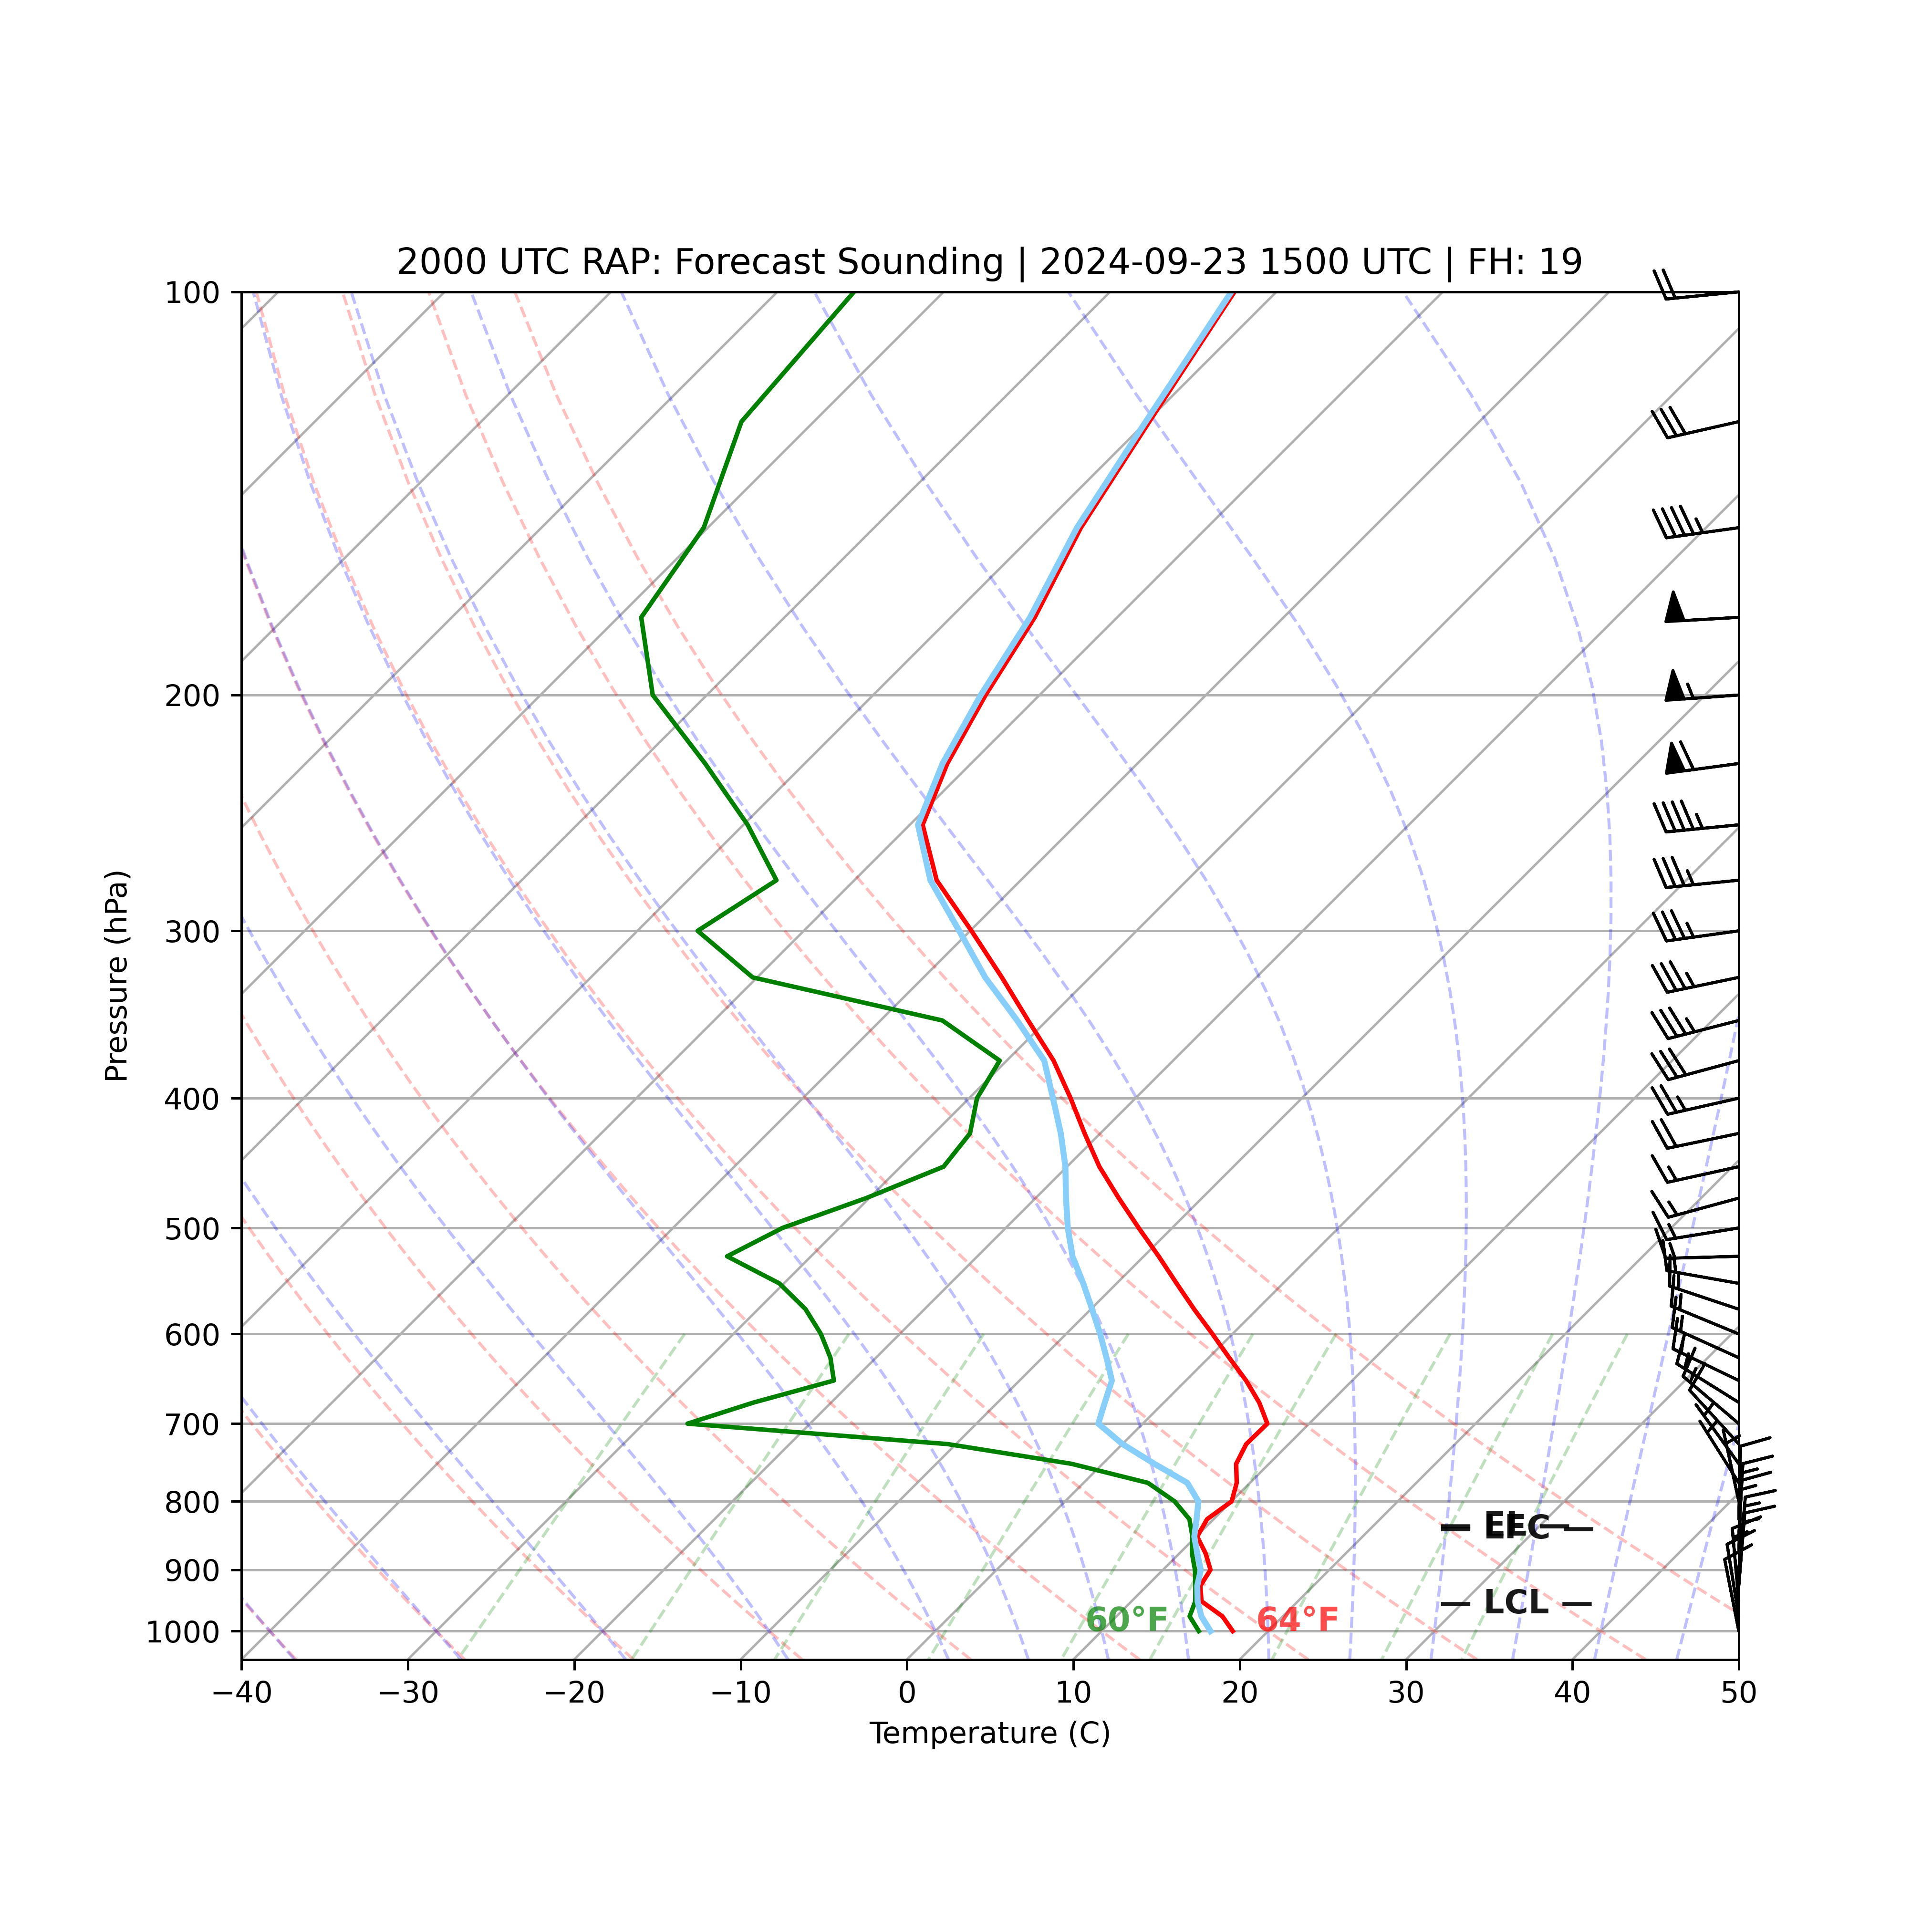 2000 UTC RAP: Forecast Sounding | 2024-09-23 1500 UTC | FH: 19
100
200
300
400
500
600
700
800
900
1000
Pressure (hPa)
— LCL —
60°F
64°F
−40 −30 −20 −10 0 10 20 30 40 50
Temperature (C)